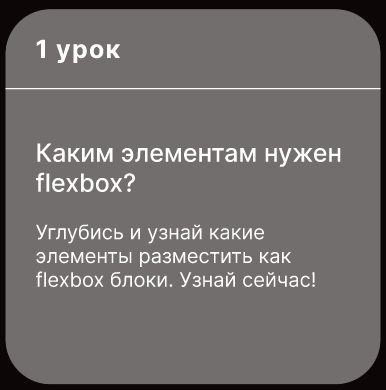 1 урок
Каким элементам нужен
flexbox?
Углубись и узнай какие
элементы разместить как
flexbox блоки. Узнай сейчас!